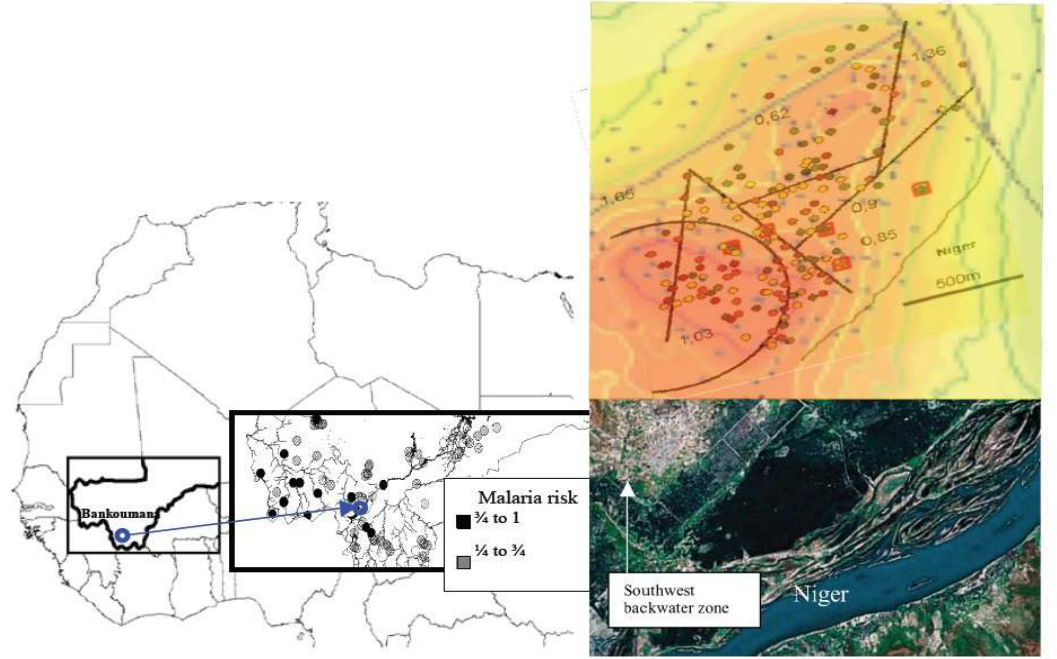 Bankoumana
Malaria risk
¾ to 1
¼ to ¾
1,36
0,62
1,65
0,9
0,85
Niger
500m
1,03
Southwest
backwater zone
Niger